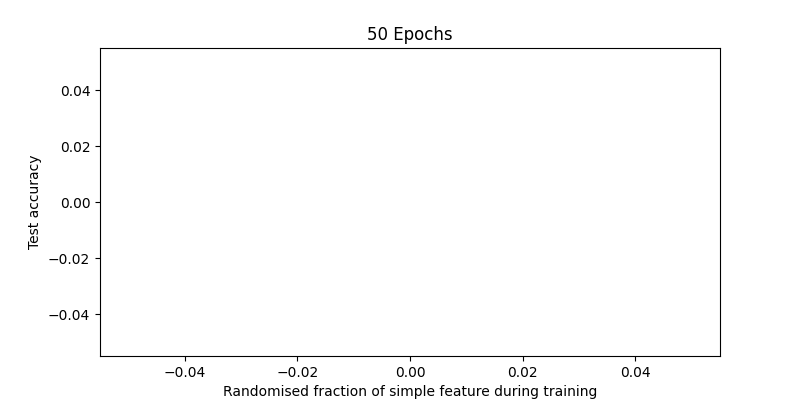 50 Epochs
0.04
0.02
0.00
−0.02
−0.04
Test accuracy
−0.04 −0.02 0.00 0.02 0.04
Randomised fraction of simple feature during training